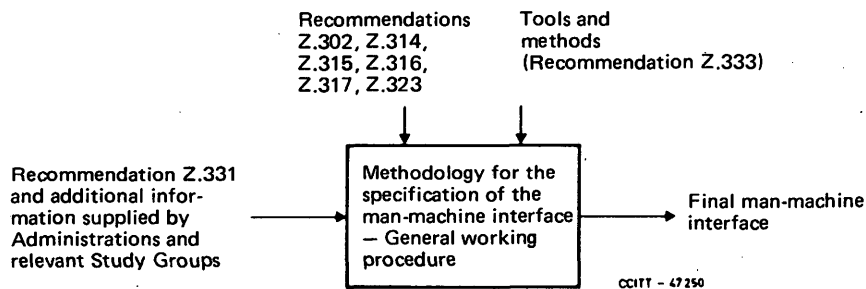 Recommendations
Z.302, Z.314,
Z.315, Z.316,
Z.317, Z.323
Tools and
methods
(Recommendation Z.333)
Recommendation Z.331
and additional infor-
mation supplied by
Administrations and
relevant Study Groups
Methodology for the
specification of the
man-machine interface
— General working
procedure
Final man-machine
interface
CCITT - 47250